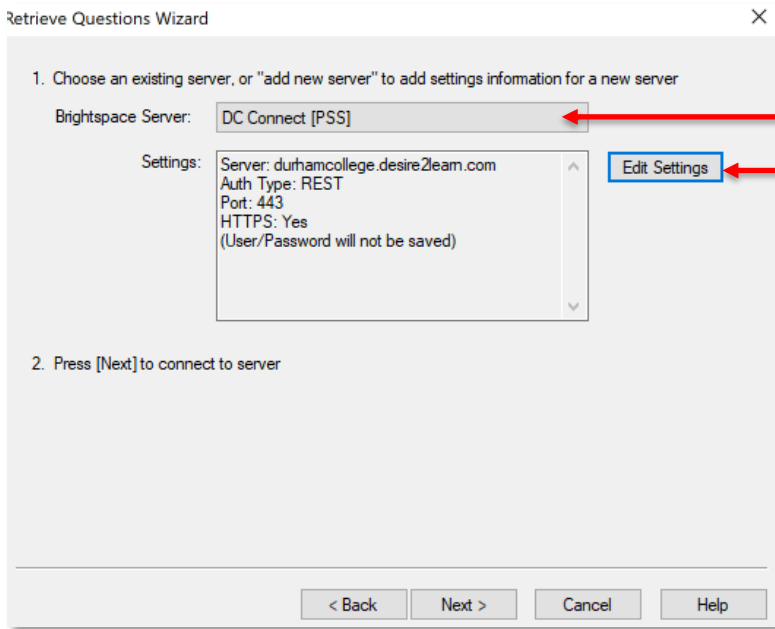 Retrieve Questions Wizard
1. Choose an existing server, or "add new server" to add settings information for a new server
Brightspace Server: DC Connect [PSS]
Settings: Server: durhamcollege.desire2learn.com
Auth Type: REST
Port: 443
HTTPS: Yes
(User/Password will not be saved)
Edit Settings
2. Press [Next] to connect to server
< Back Next > Cancel Help